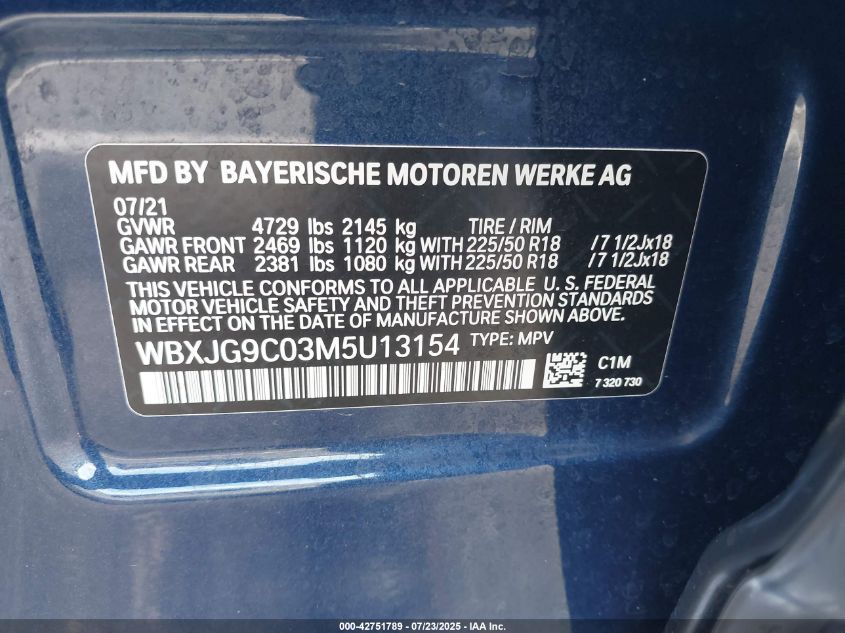 MFD BY BAYERISCHE MOTOREN WERKE AG
07/21
GVWR 4729 lbs 2145 kg TIRE / RIM
GAWR FRONT 2469 lbs 1120 kg WITH 225/50 R18 /7 1/2Jx18
GAWR REAR 2381 lbs 1080 kg WITH 225/50 R18 /7 1/2Jx18
THIS VEHICLE CONFORMS TO ALL APPLICABLE U. S. FEDERAL
MOTOR VEHICLE SAFETY AND THEFT PREVENTION STANDARDS
IN EFFECT ON THE DATE OF MANUFACTURE SHOWN ABOVE.
WBXJG9C03M5U13154 TYPE: MPV
C1M
7 320 730
000-42751789 - 07/23/2025 - IAA Inc.